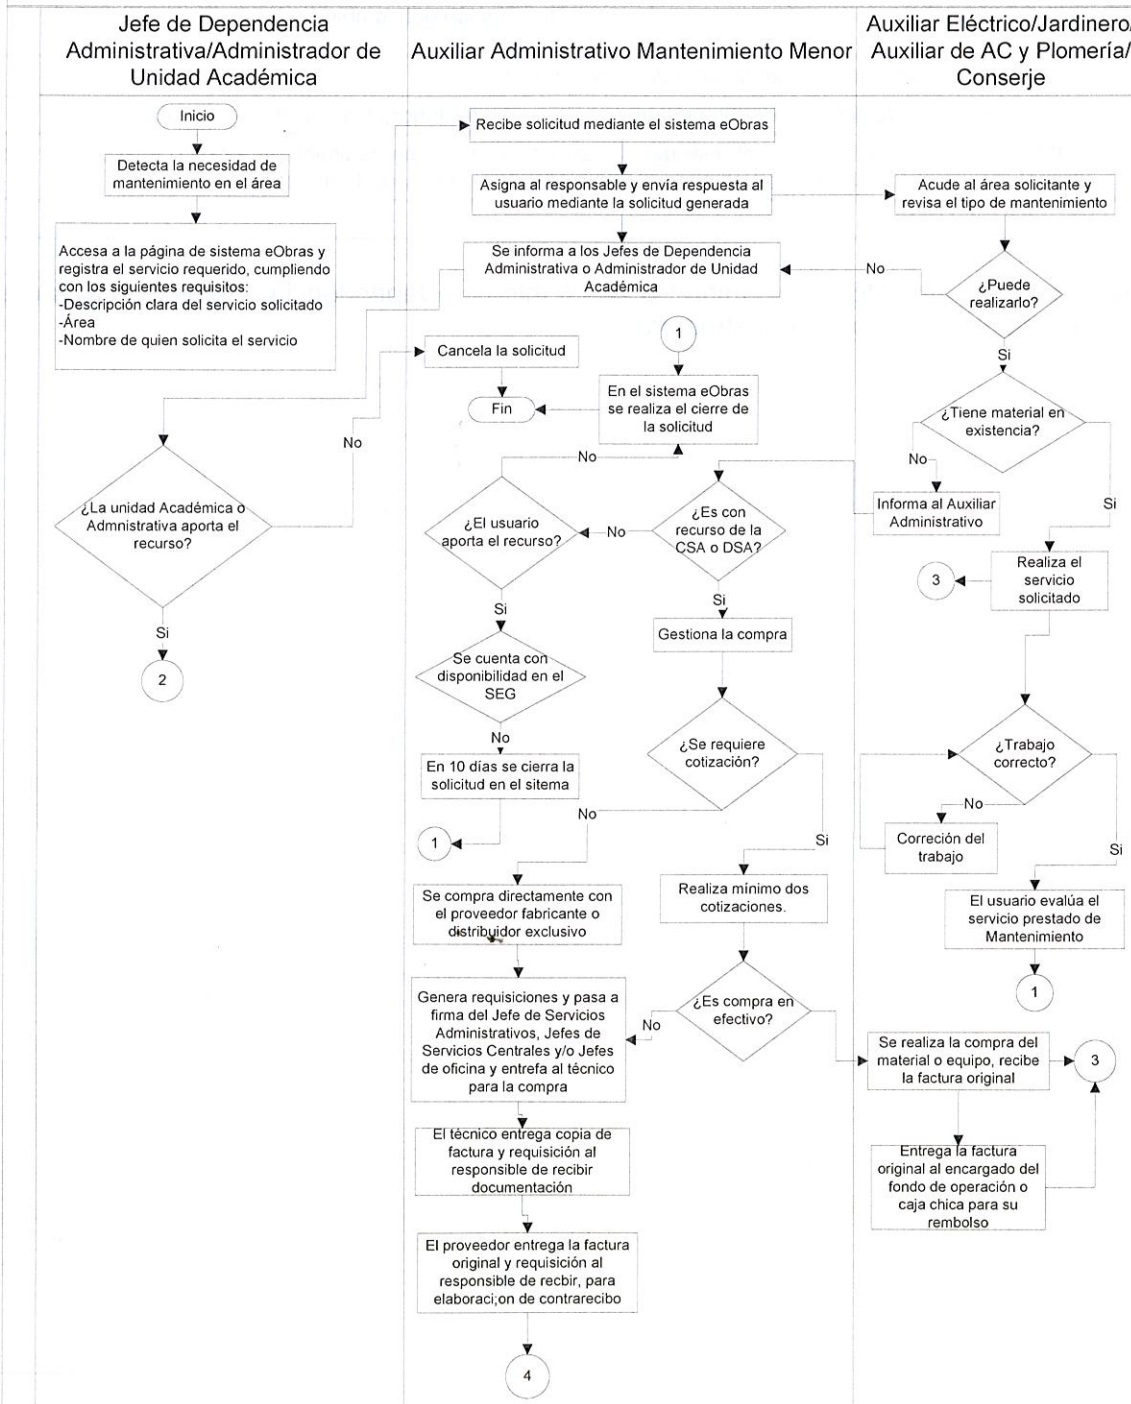 Jefe de Dependencia
Administrativa/Administrador de
Unidad Académica
Auxiliar Administrativo Mantenimiento Menor
Auxiliar Eléctrico/Jardinero/
Auxiliar de AC y Plomería/
Conserje
Inicio
Detecta la necesidad de
mantenimiento en el área
Accesa a la página de sistema eObras y
registra el servicio requerido, cumpliendo
con los siguientes requisitos:
-Descripción clara del servicio solicitado
-Área
-Nombre de quien solicita el servicio
No
¿La unidad Académica o
Admnistrativa aporta el
recurso?
Si
2
Recibe solicitud mediante el sistema eObras
Asigna al responsable y envía respuesta al
usuario mediante la solicitud generada
Se informa a los Jefes de Dependencia
Administrativa o Administrador de Unidad
Académica
1
Cancela la solicitud
En el sistema eObras
se realiza el cierre de
la solicitud
Fin
No
¿El usuario
aporta el recurso?
No
¿Es con
recurso de la
CSA o DSA?
Si
Si
Gestiona la compra
Se cuenta con
disponibilidad en el
SEG
No
¿Se requiere
cotización?
En 10 días se cierra la
solicitud en el sitema
No
1
Si
Se compra directamente con
el proveedor fabricante o
distribuidor exclusivo
Realiza mínimo dos
cotizaciones.
Genera requisiciones y pasa a
firma del Jefe de Servicios
Administrativos, Jefes de
Servicios Centrales y/o Jefes
de oficina y entrefa al técnico
para la compra
No
¿Es compra en
efectivo?
El técnico entrega copia de
factura y requisición al
responsible de recibir
documentación
El proveedor entrega la factura
original y requisición al
responsible de recbir, para
elaboraci;on de contrarecibo
4
Acude al área solicitante y
revisa el tipo de mantenimiento
No
¿Puede
realizarlo?
Si
¿Tiene material en
existencia?
No
Si
Informa al Auxiliar
Administrativo
3
Realiza el
servicio
solicitado
¿Trabajo
correcto?
No
Correción del
trabajo
Si
El usuario evalúa el
servicio prestado de
Mantenimiento
1
Se realiza la compra del
material o equipo, recibe
la factura original
3
Entrega la factura
original al encargado del
fondo de operación o
caja chica para su
rembolso